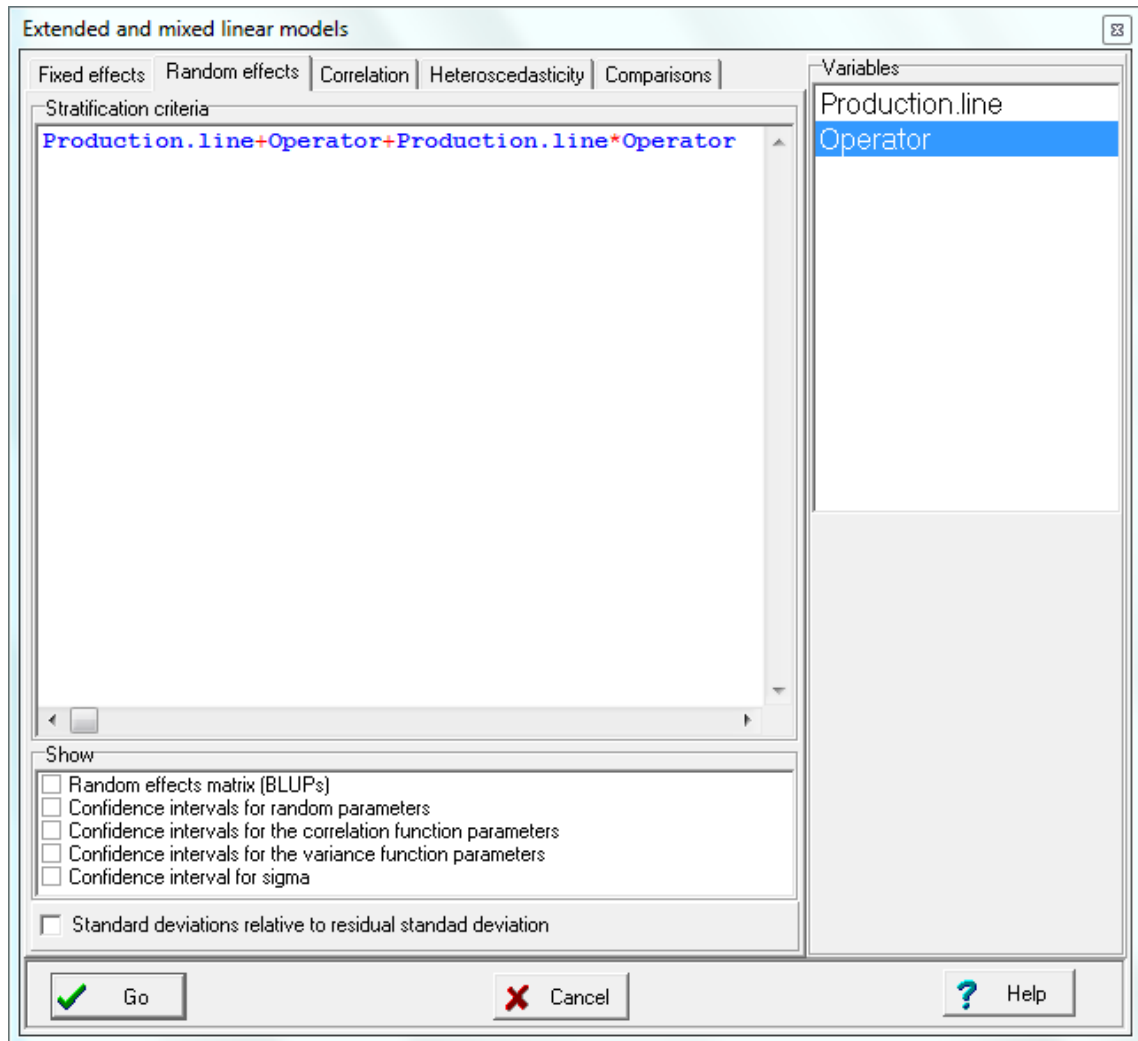 Extended and mixed linear models
Fixed effects Random effects Correlation Heteroscedasticity Comparisons
Stratification criteria
Production.line+Operator+Production.line*Operator
Variables
Production.line
Operator
Show
Random effects matrix (BLUPs)
Confidence intervals for random parameters
Confidence intervals for the correlation function parameters
Confidence intervals for the variance function parameters
Confidence interval for sigma
Standard deviations relative to residual standad deviation
Go Cancel ? Help